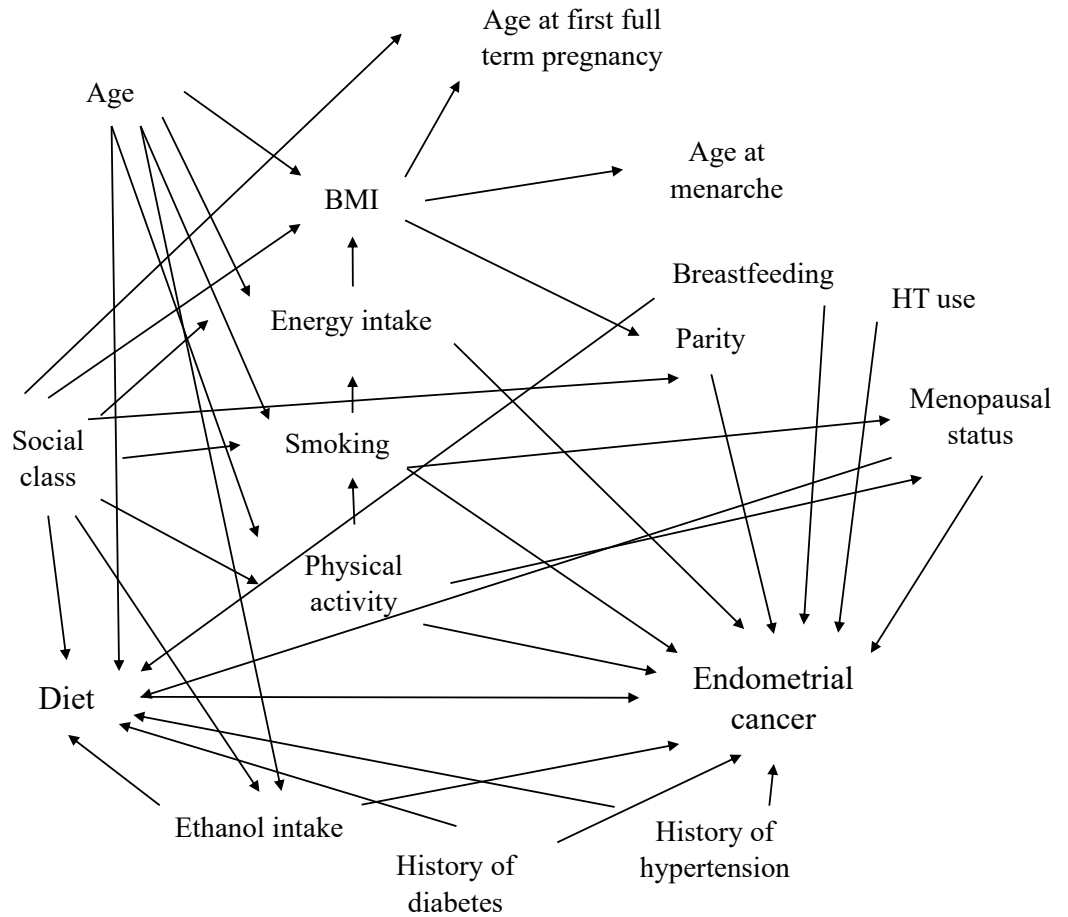 Age at first full
term pregnancy
Age
Age at
menarche
BMI
Breastfeeding
HT use
Energy intake
Parity
Menopausal
status
Social
class
Smoking
Physical
activity
Endometrial
cancer
Diet
Ethanol intake
History of
hypertension
History of
diabetes